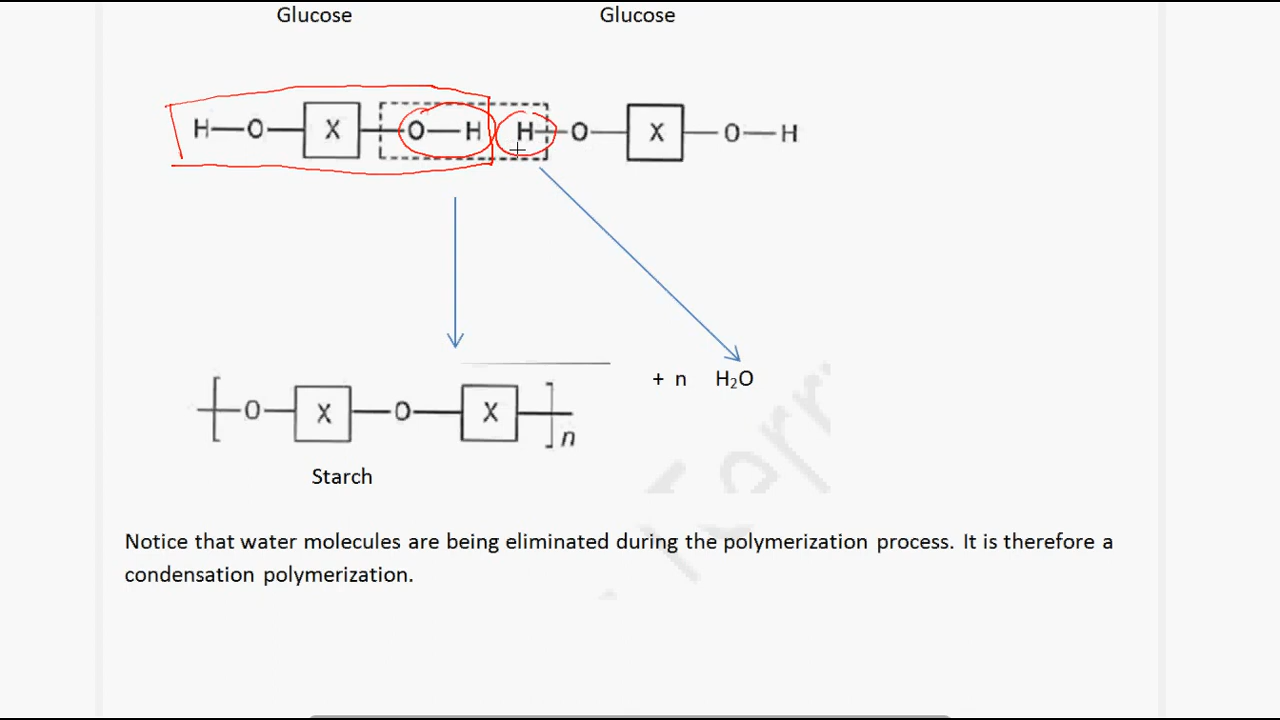 Glucose Glucose
H—O—X—O—H H—O—X—O—H
[O—X—O—X]n + n H₂O
Starch
Notice that water molecules are being eliminated during the polymerization process. It is therefore a
condensation polymerization.